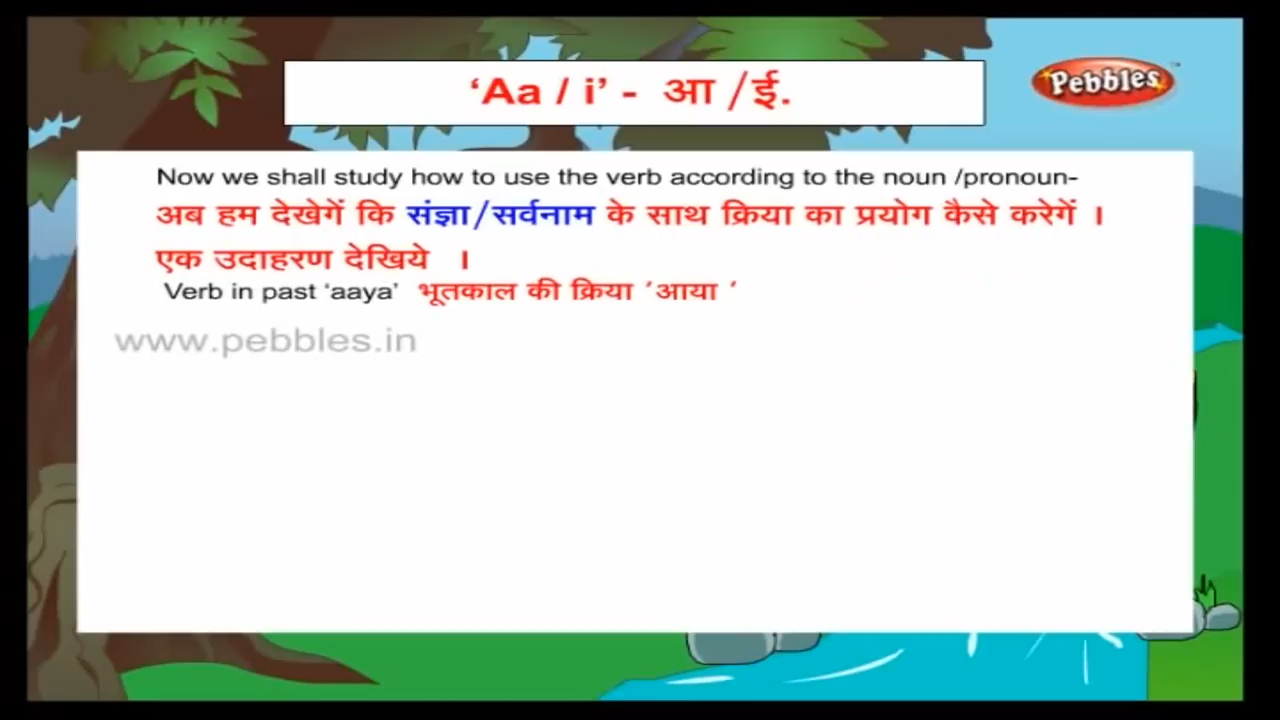 ‘Aa / i’ - आ /ई.
Pebbles™
Now we shall study how to use the verb according to the noun /pronoun-
अब हम देखेगें कि संज्ञा/सर्वनाम के साथ क्रिया का प्रयोग कैसे करेगें ।
एक उदाहरण देखिये ।
Verb in past ‘aaya’ भूतकाल की क्रिया ´आया ‘
www.pebbles.in